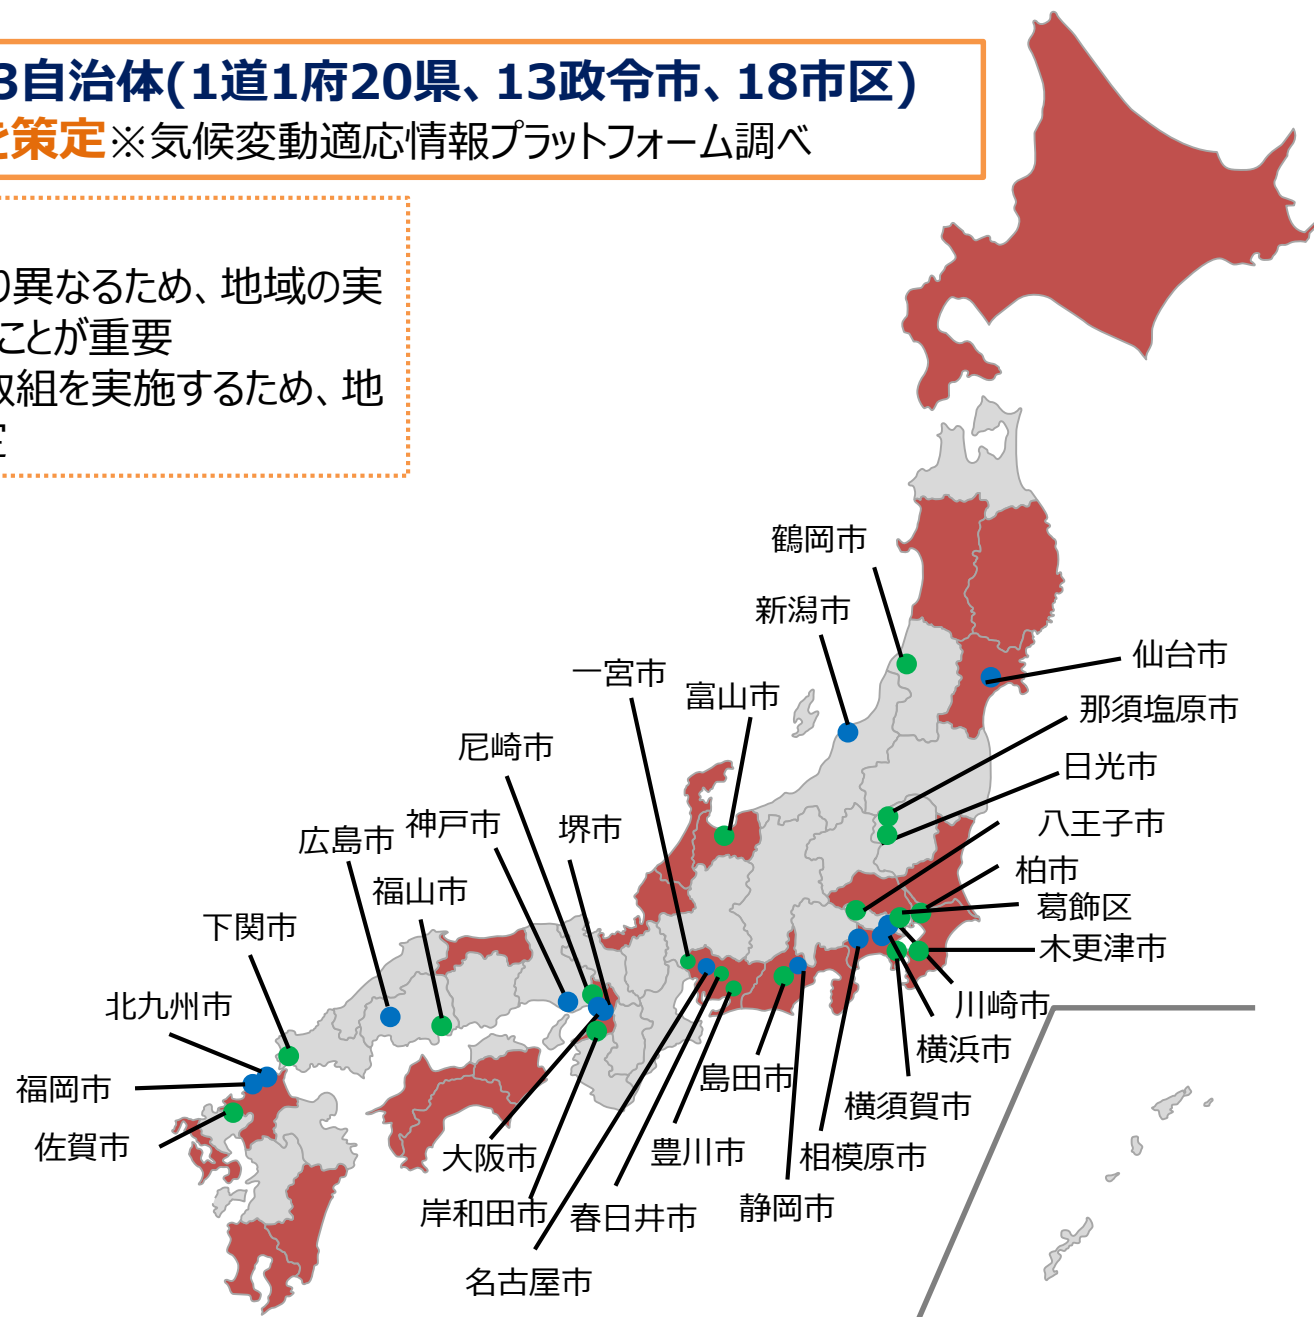 3自治体(1道1府20県、13政令市、18市区)
を策定※気候変動適応情報プラットフォーム調べ
り異なるため、地域の実
ことが重要
取組を実施するため、地
定
鶴岡市
新潟市
仙台市
一宮市
富山市
那須塩原市
尼崎市
日光市
広島市
神戸市
堺市
八王子市
福山市
柏市
下関市
葛飾区
木更津市
北九州市
川崎市
福岡市
横浜市
島田市
横須賀市
佐賀市
大阪市
豊川市
相模原市
岸和田市
春日井市
静岡市
名古屋市